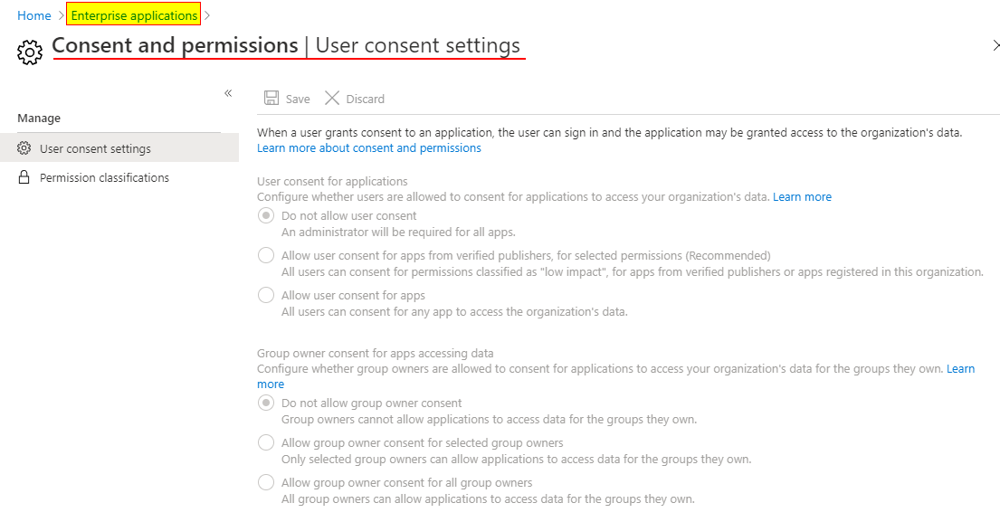 Home > Enterprise applications >
Consent and permissions | User consent settings
«
Save Discard
Manage
When a user grants consent to an application, the user can sign in and the application may be granted access to the organization's data.
Learn more about consent and permissions
User consent settings
Permission classifications
User consent for applications
Configure whether users are allowed to consent for applications to access your organization's data. Learn more
Do not allow user consent
An administrator will be required for all apps.
Allow user consent for apps from verified publishers, for selected permissions (Recommended)
All users can consent for permissions classified as "low impact", for apps from verified publishers or apps registered in this organization.
Allow user consent for apps
All users can consent for any app to access the organization's data.
Group owner consent for apps accessing data
Configure whether group owners are allowed to consent for applications to access your organization's data for the groups they own. Learn
more
Do not allow group owner consent
Group owners cannot allow applications to access data for the groups they own.
Allow group owner consent for selected group owners
Only selected group owners can allow applications to access data for the groups they own.
Allow group owner consent for all group owners
All group owners can allow applications to access data for the groups they own.